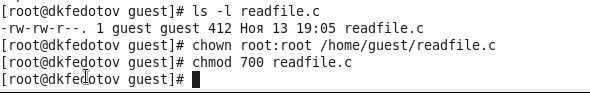 [root@dkfedotov guest]# ls -l readfile.c
-rw-rw-r--. 1 guest guest 412 Ноя 13 19:05 readfile.c
[root@dkfedotov guest]# chown root:root /home/guest/readfile.c
[root@dkfedotov guest]# chmod 700 readfile.c
[root@dkfedotov guest]#